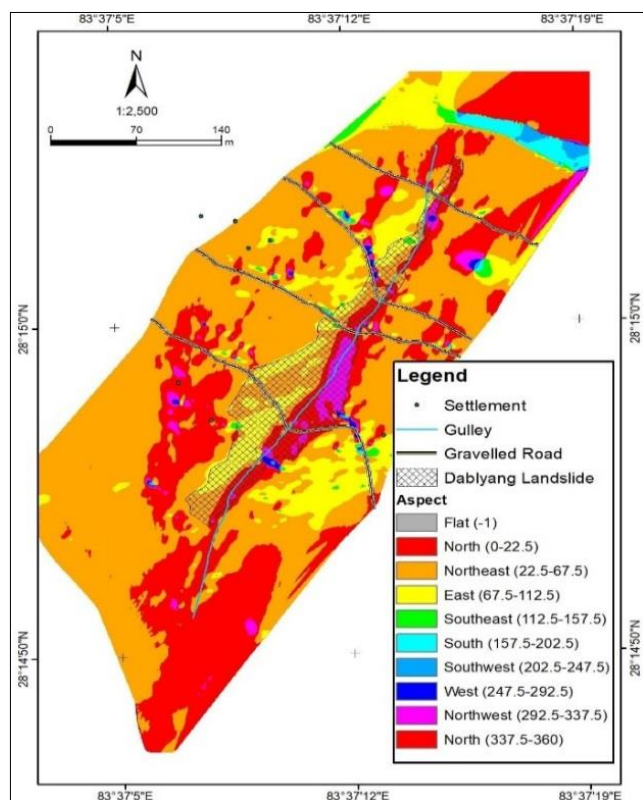 83°37'5"E
83°37'12"E
83°37'19"E
N
1:2,500
0 70 140
m
28°15'0"N
28°15'0"N
Legend
Settlement
Gulley
Gravelled Road
Dablyang Landslide
Aspect
Flat (-1)
North (0-22.5)
Northeast (22.5-67.5)
East (67.5-112.5)
Southeast (112.5-157.5)
South (157.5-202.5)
Southwest (202.5-247.5)
West (247.5-292.5)
Northwest (292.5-337.5)
North (337.5-360)
28°14'50"N
28°14'50"N
83°37'5"E
83°37'12"E
83°37'19"E